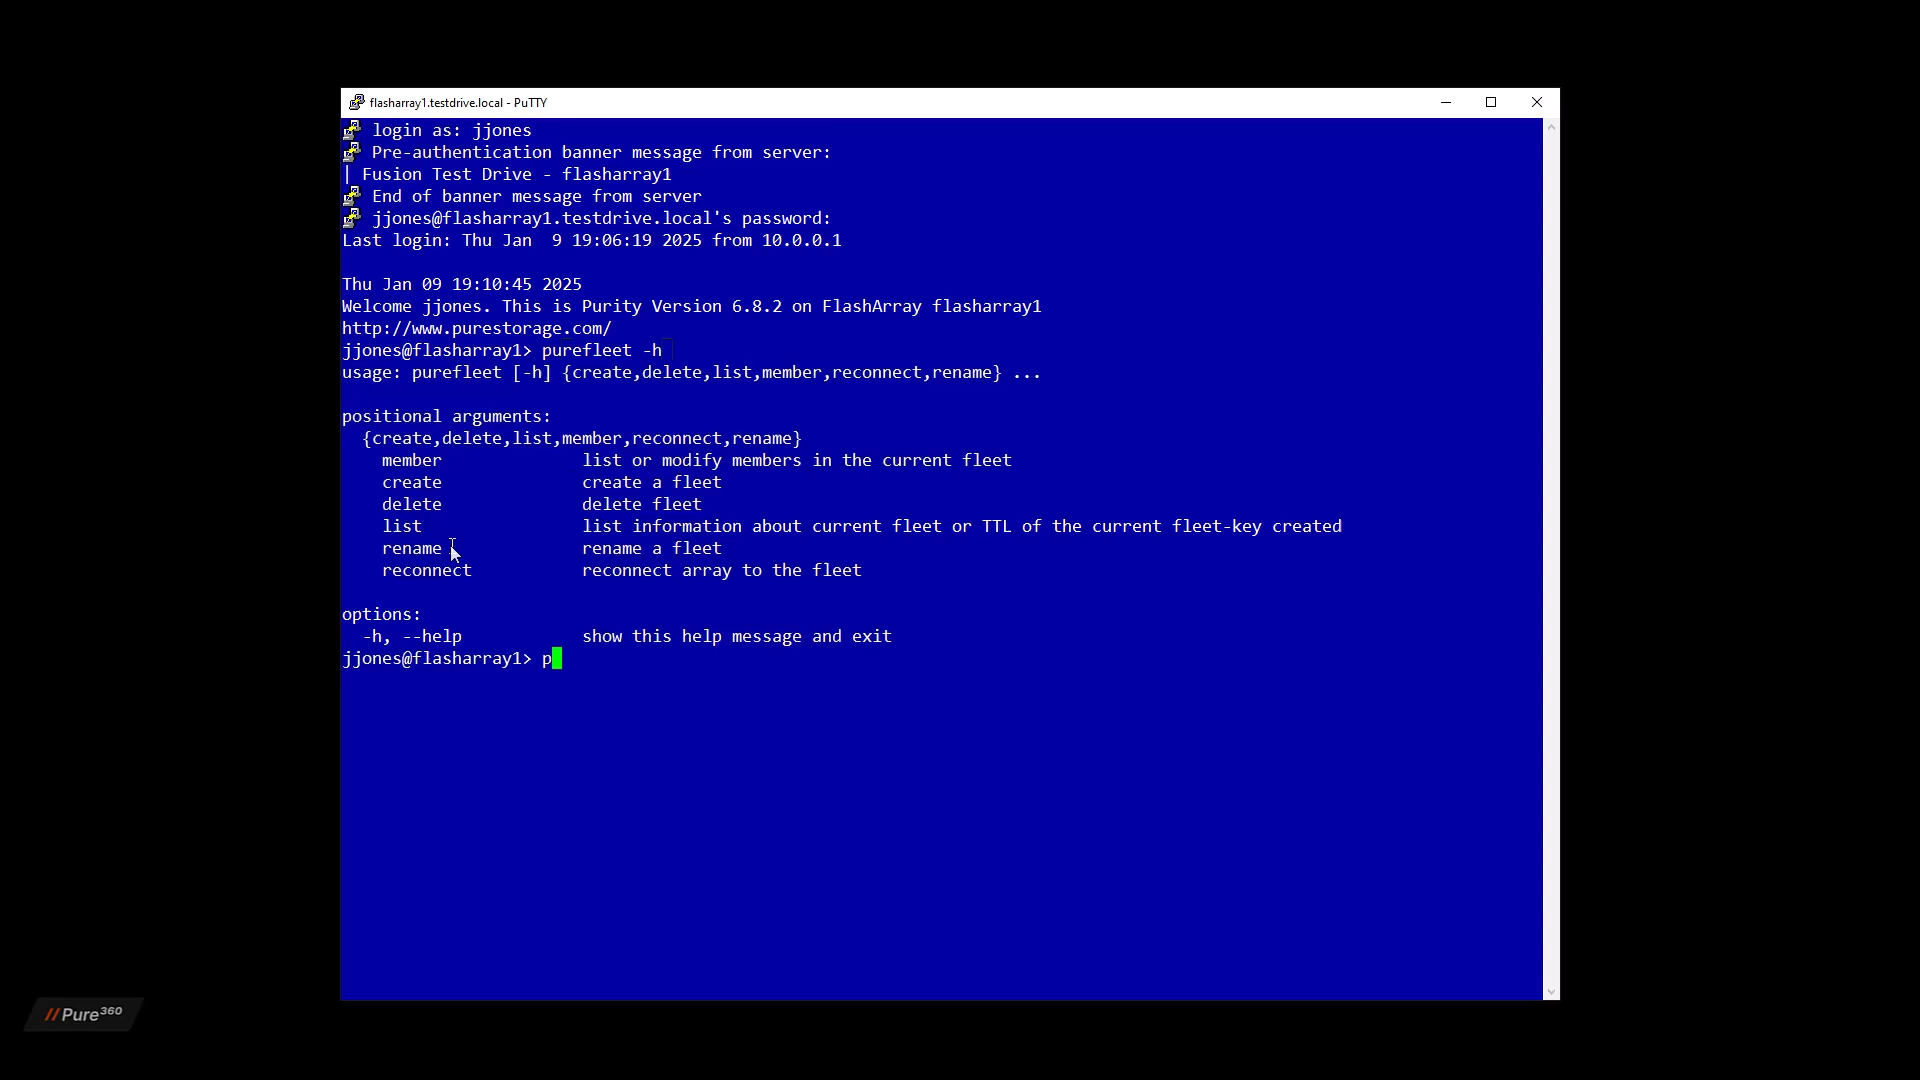 flasharray1.testdrive.local - PuTTY
login as: jjones
Pre-authentication banner message from server:
| Fusion Test Drive - flasharray1
End of banner message from server
jjones@flasharray1.testdrive.local's password:
Last login: Thu Jan  9 19:06:19 2025 from 10.0.0.1
Thu Jan 09 19:10:45 2025
Welcome jjones. This is Purity Version 6.8.2 on FlashArray flasharray1
http://www.purestorage.com/
jjones@flasharray1> purefleet -h
usage: purefleet [-h] {create,delete,list,member,reconnect,rename} ...
positional arguments:
  {create,delete,list,member,reconnect,rename}
    member              list or modify members in the current fleet
    create              create a fleet
    delete              delete fleet
    list                list information about current fleet or TTL of the current fleet-key created
    rename              rename a fleet
    reconnect           reconnect array to the fleet
options:
  -h, --help            show this help message and exit
jjones@flasharray1> p
//Pure360